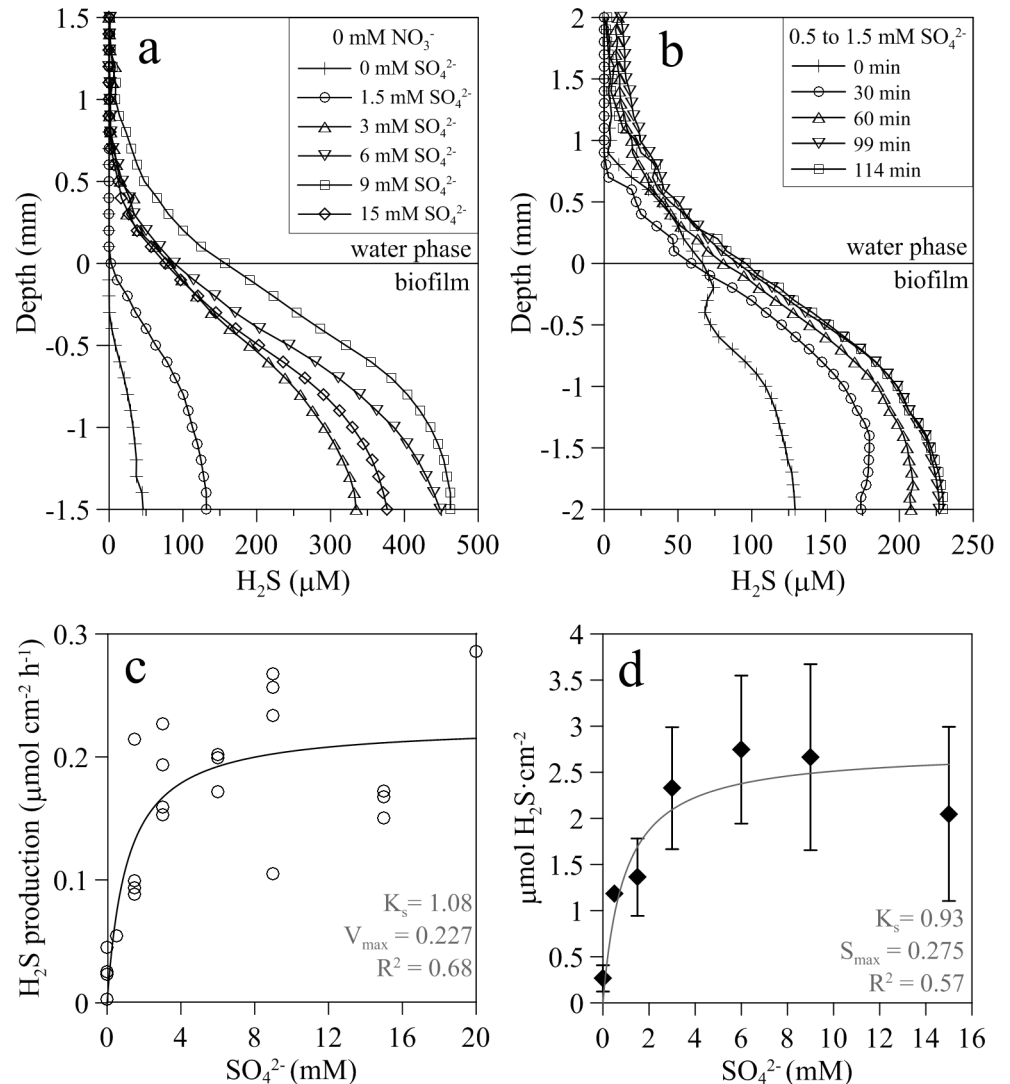 a
0 mM NO₃⁻
0 mM SO₄²⁻
1.5 mM SO₄²⁻
3 mM SO₄²⁻
6 mM SO₄²⁻
9 mM SO₄²⁻
15 mM SO₄²⁻
water phase
biofilm
1.5
1
0.5
0
-0.5
-1
-1.5
Depth (mm)
0 100 200 300 400 500
H₂S (µM)
b
0.5 to 1.5 mM SO₄²⁻
0 min
30 min
60 min
99 min
114 min
water phase
biofilm
2
1.5
1
0.5
0
-0.5
-1
-1.5
-2
Depth (mm)
0 50 100 150 200 250
H₂S (µM)
c
0.3
0.2
0.1
0
H₂S production (µmol cm⁻² h⁻¹)
Kₛ= 1.08
Vₘₐₓ = 0.227
R² = 0.68
0 4 8 12 16 20
SO₄²⁻(mM)
d
4
3.5
3
2.5
2
1.5
1
0.5
0
µmol H₂S·cm⁻²
Kₛ= 0.93
Sₘₐₓ = 0.275
R² = 0.57
0 2 4 6 8 10 12 14 16
SO₄²⁻(mM)